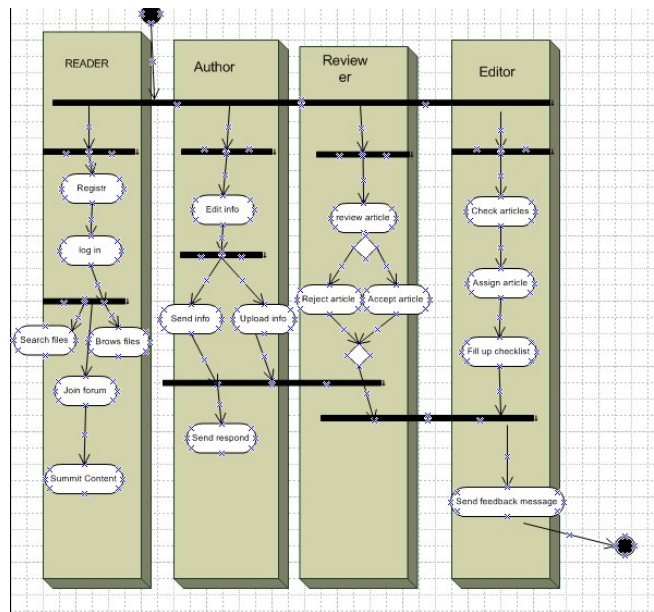 READER
Author
Review
er
Editor
Registr
log in
Search files
Brows files
Join forum
Summit Content
Edit info
Send info
Upload info
Send respond
review article
Reject article
Accept article
Check articles
Assign article
Fill up checklist
Send feedback message